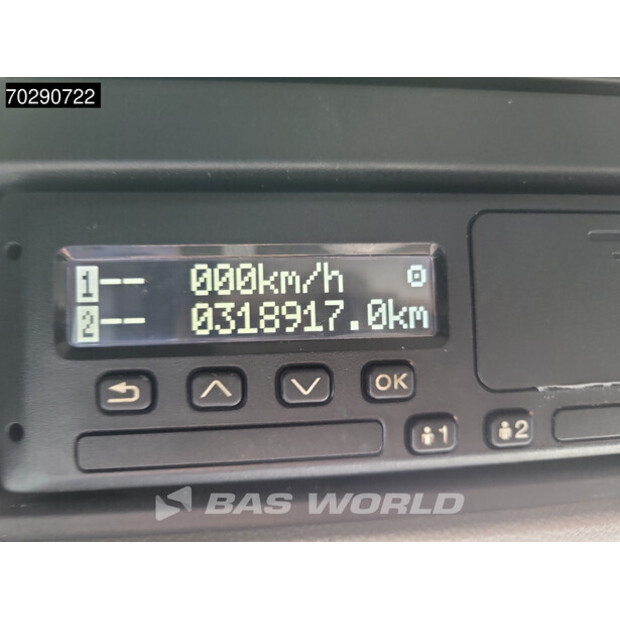 70290722
1-- 000km/h
2-- 0318917.0km
OK
1
2
BAS WORLD